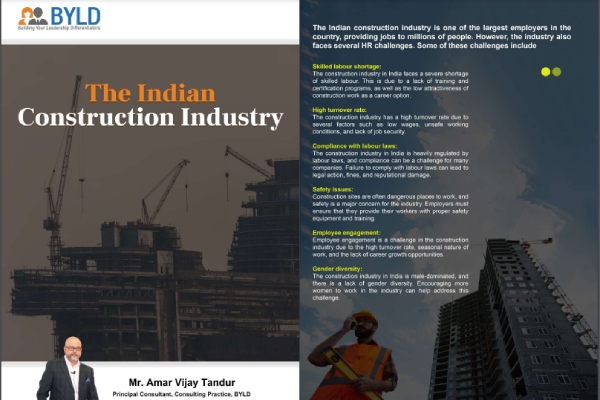 BYLD
Building Your Leadership Differentiators
The Indian
Construction Industry
Mr. Amar Vijay Tandur
Principal Consultant, Consulting Practice, BYLD
The Indian construction industry is one of the largest employers in the
country, providing jobs to millions of people. However, the industry also
faces several HR challenges. Some of these challenges include
Skilled labour shortage:
The construction industry in India faces a severe shortage
of skilled labour. This is due to a lack of training and
certification programs, as well as the low attractiveness of
construction work as a career option.
High turnover rate:
The construction industry has a high turnover rate due to
several factors such as low wages, unsafe working
conditions, and lack of job security.
Compliance with labour laws:
The construction industry in India is heavily regulated by
labour laws, and compliance can be a challenge for many
companies. Failure to comply with labour laws can lead to
legal action, fines, and reputational damage.
Safety issues:
Construction sites are often dangerous places to work, and
safety is a major concern for the industry. Employers must
ensure that they provide their workers with proper safety
equipment and training.
Employee engagement:
Employee engagement is a challenge in the construction
industry due to the high turnover rate, seasonal nature of
work, and the lack of career growth opportunities.
Gender diversity:
The construction industry in India is male-dominated, and
there is a lack of gender diversity. Encouraging more
women to work in the industry can help address this
challenge.